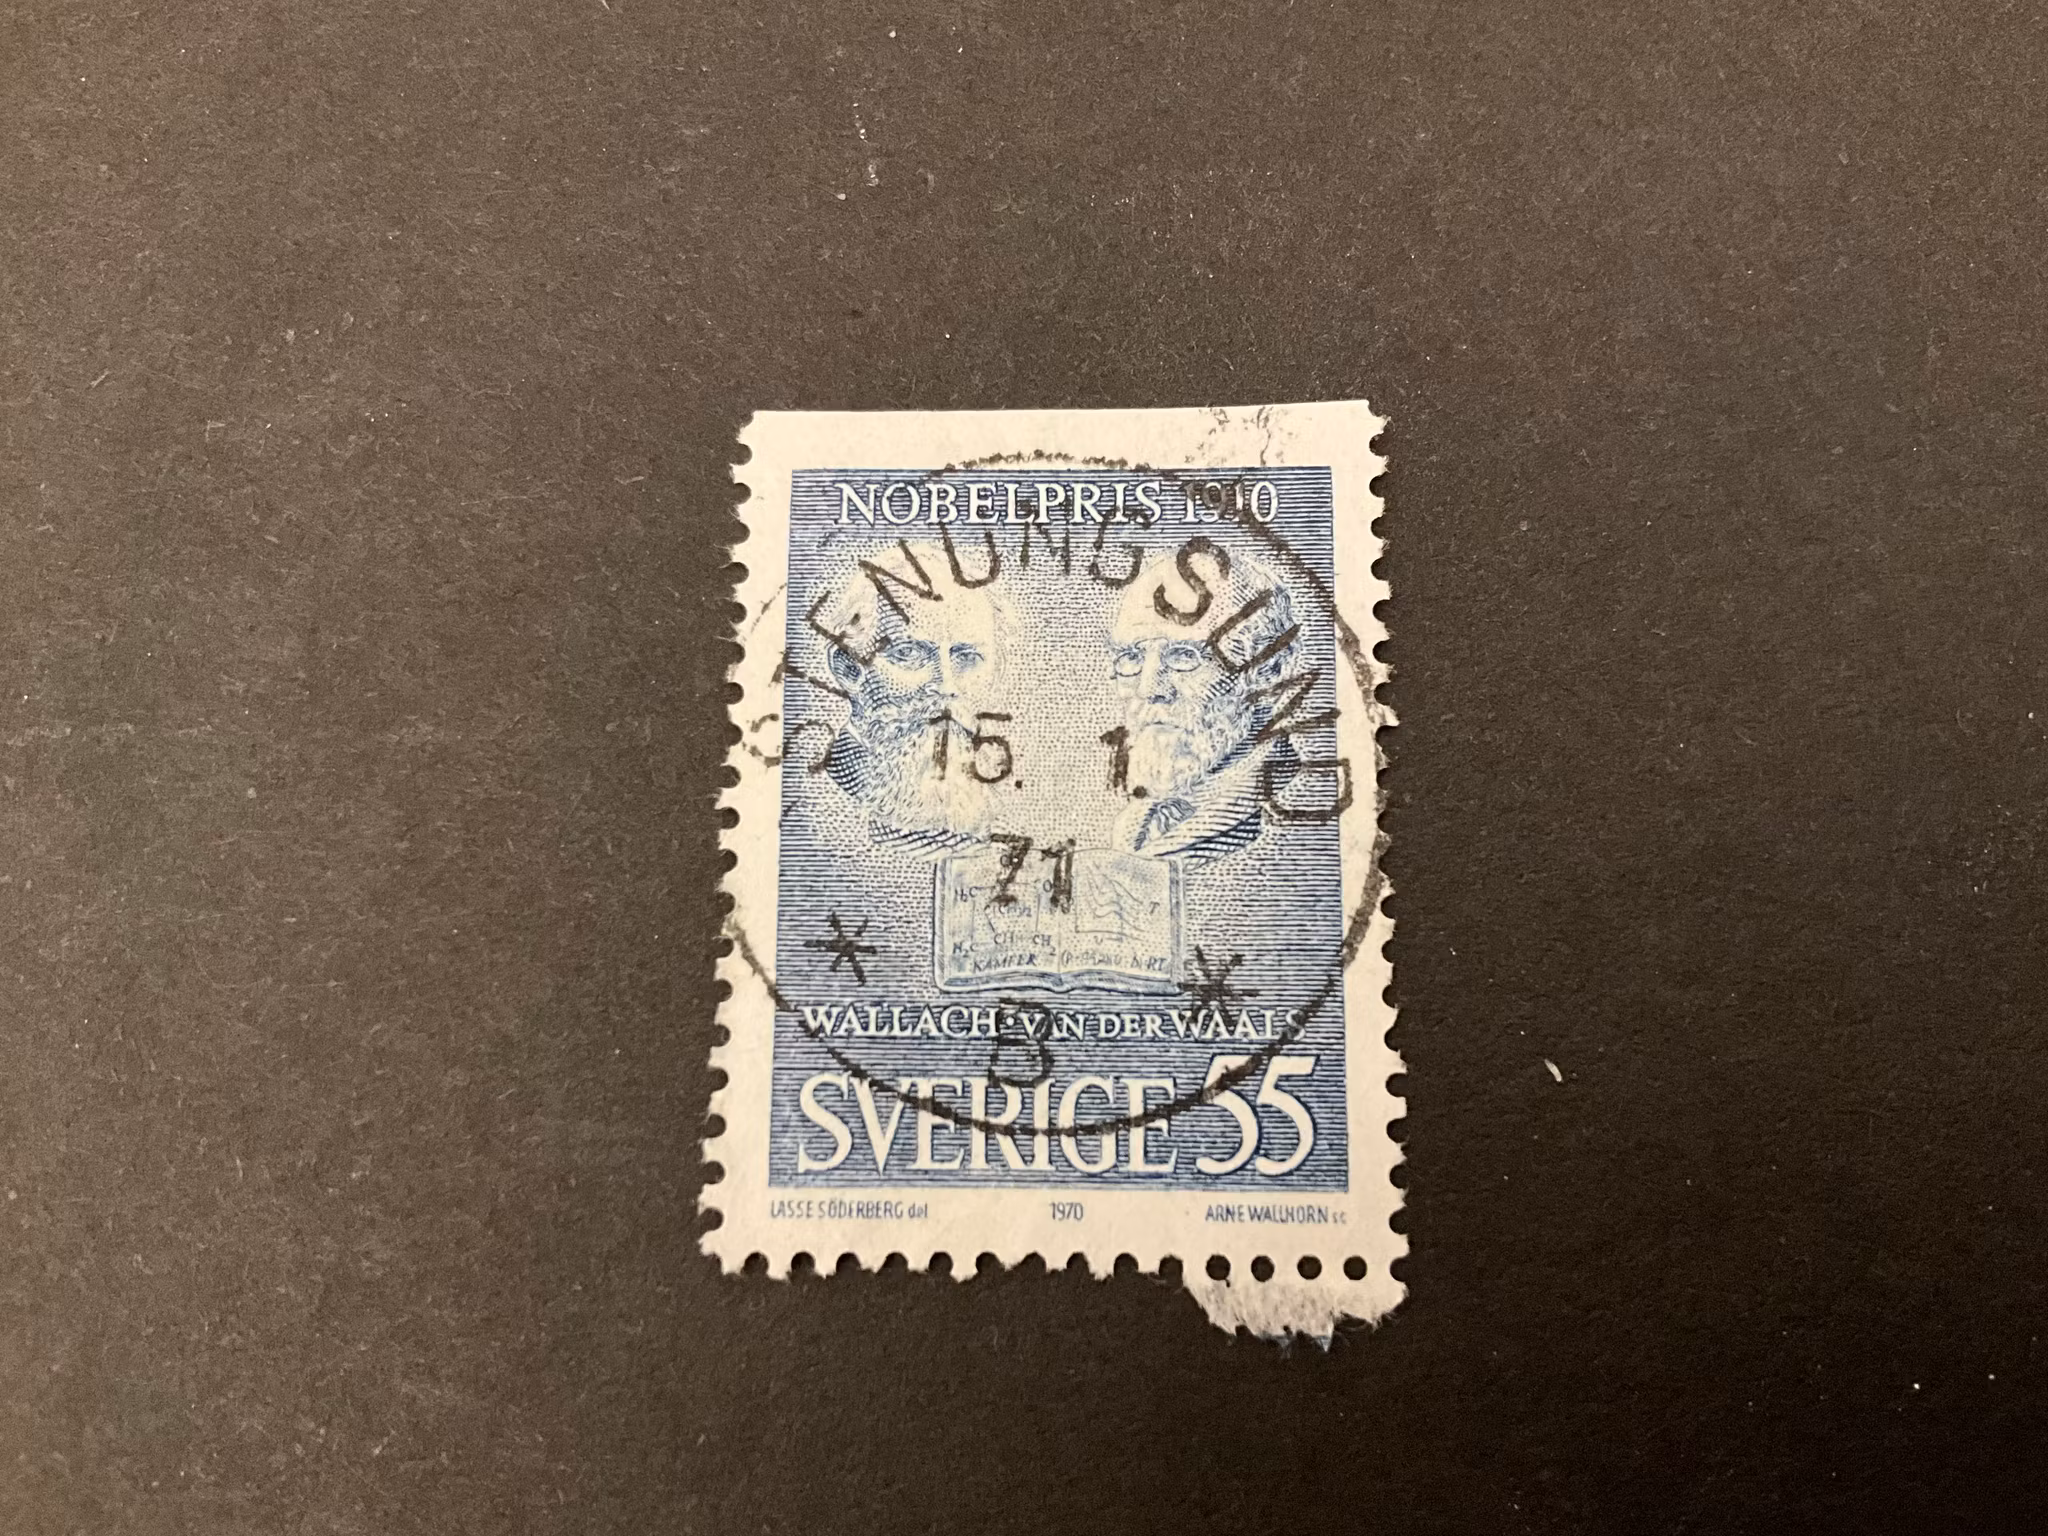 NOBELPRIS 1910
STENUNGSUND
15. 1.
71
B
KAMFER
WALLACH·VAN DER WAALS
SVERIGE 55
LASSE SÖDERBERG del 1970 ARNE WALLHORN sc